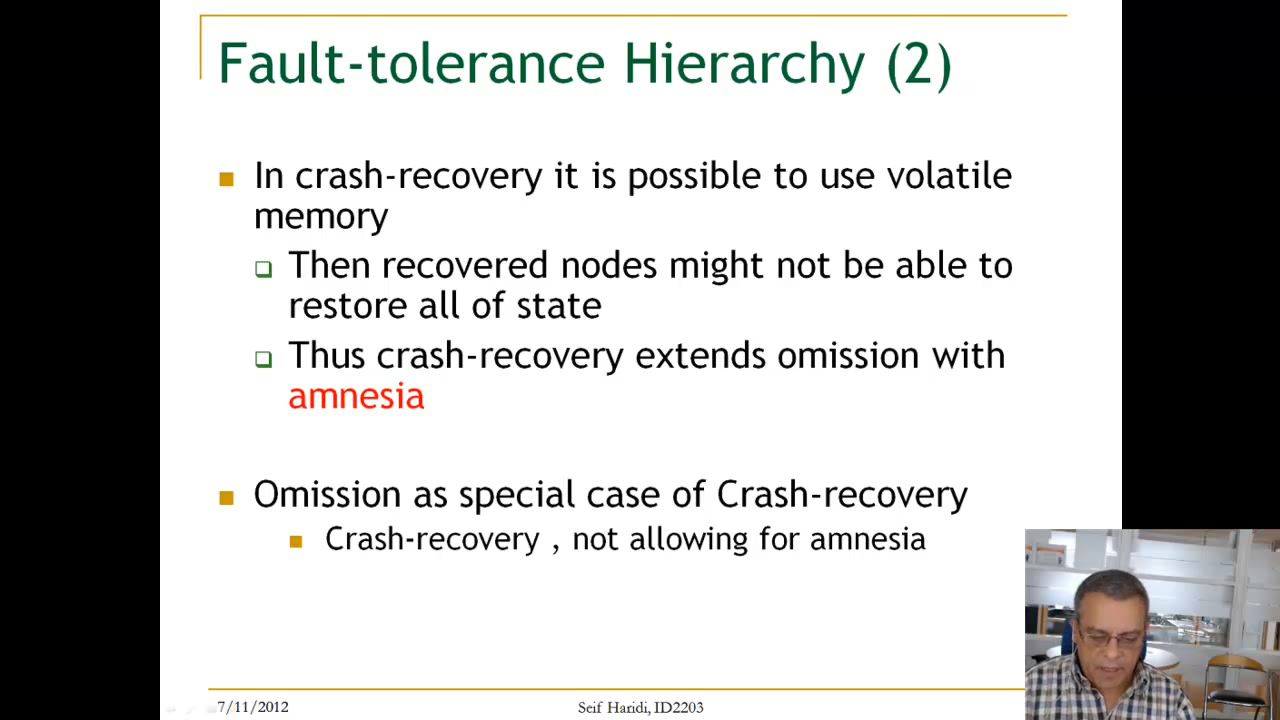 Fault-tolerance Hierarchy (2)
In crash-recovery it is possible to use volatile
memory
Then recovered nodes might not be able to
restore all of state
Thus crash-recovery extends omission with
amnesia
Omission as special case of Crash-recovery
Crash-recovery , not allowing for amnesia
7/11/2012
Seif Haridi, ID2203